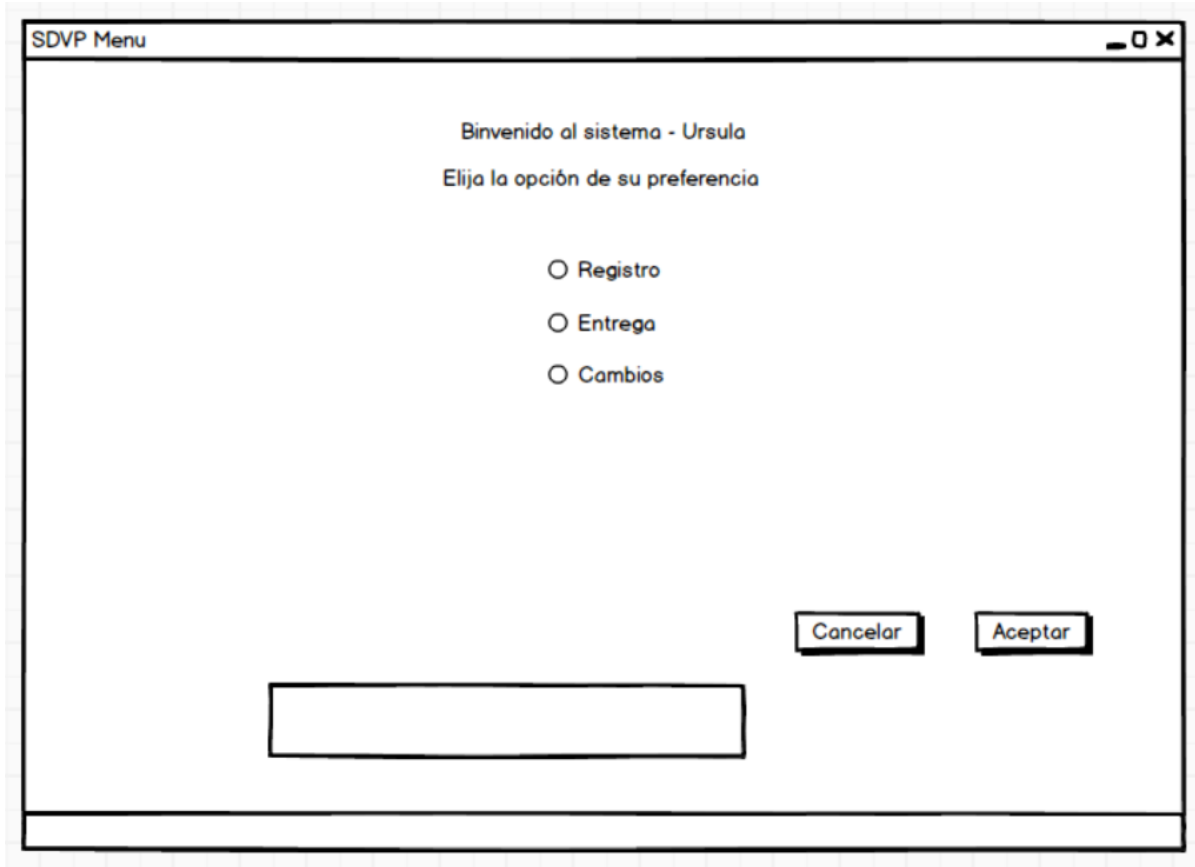 SDVP Menu
Binvenido al sistema - Ursula
Elija la opción de su preferencia
Registro
Entrega
Cambios
Cancelar
Aceptar